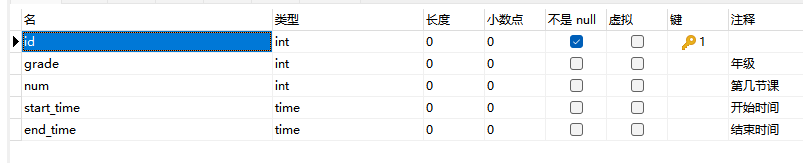 名 类型 长度 小数点 不是 null 虚拟 键 注释
id int 0 0 1
grade int 0 0 年级
num int 0 0 第几节课
start_time time 0 0 开始时间
end_time time 0 0 结束时间